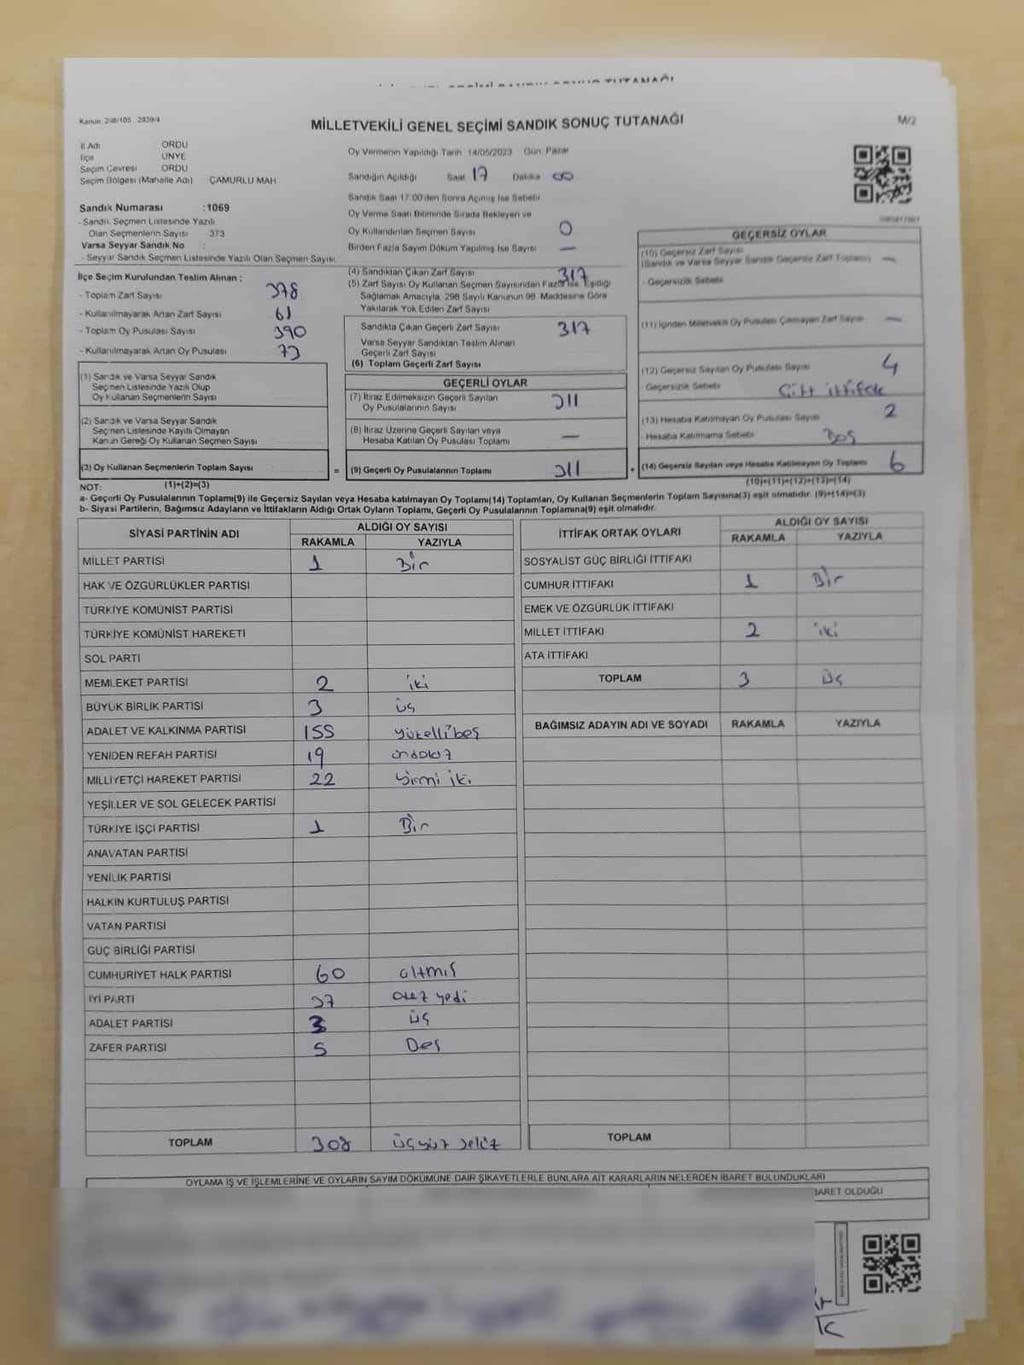 Kanun 298/105 2839/4
MİLLETVEKİLİ GENEL SEÇİMİ SANDIK SONUÇ TUTANAĞI
M/2
İl Adı ORDU
İlçe ÜNYE
Seçim Çevresi ORDU
Seçim Bölgesi (Mahalle Adı) ÇAMURLU MAH
Sandık Numarası :1069
- Sandık Seçmen Listesinde Yazılı
Olan Seçmenlerin Sayısı 373
Varsa Seyyar Sandık No :
- Seyyar Sandık Seçmen Listesinde Yazılı Olan Seçmen Sayısı
Oy Vermenin Yapıldığı Tarih 14/05/2023 Gün Pazar
Sandığın Açıldığı Saat 17 Dakika 00
Sandık Saat 17:00'den Sonra Açılmış İse Sebebi
Oy Verme Saati Bitiminde Sırada Bekleyen ve
Oy Kullandırılan Seçmen Sayısı 0
Birden Fazla Sayım Döküm Yapılmış İse Sayısı —
İlçe Seçim Kurulundan Teslim Alınan :
- Toplam Zarf Sayısı 378
- Kullanılmayarak Artan Zarf Sayısı 61
- Toplam Oy Pusulası Sayısı 390
- Kullanılmayarak Artan Oy Pusulası 73
(1) Sandık ve Varsa Seyyar Sandık
Seçmen Listesinde Yazılı Olup
Oy Kullanan Seçmenlerin Sayısı
(2) Sandık ve Varsa Seyyar Sandık
Seçmen Listesinde Kayıtlı Olmayan
Kanun Gereği Oy Kullanan Seçmen Sayısı
(3) Oy Kullanan Seçmenlerin Toplam Sayısı
(1)+(2)=(3)
(4) Sandıktan Çıkan Zarf Sayısı 317
(5) Zarf Sayısı Oy Kullanan Seçmen Sayısından Fazla İse Eşitliği
Sağlamak Amacıyla, 298 Sayılı Kanunun 98. Maddesine Göre
Yakılarak Yok Edilen Zarf Sayısı
Sandıkta Çıkan Geçerli Zarf Sayısı 317
Varsa Seyyar Sandıktan Teslim Alınan
Geçerli Zarf Sayısı
(6) Toplam Geçerli Zarf Sayısı
GEÇERLİ OYLAR
(7) İtiraz Edilmeksizin Geçerli Sayılan
Oy Pusulalarının Sayısı 311
(8) İtiraz Üzerine Geçerli Sayılan veya
Hesaba Katılan Oy Pusulası Toplamı —
= (9) Geçerli Oy Pusulalarının Toplamı 311
GEÇERSİZ OYLAR
(10) Geçersiz Zarf Sayısı
(Sandık ve Varsa Seyyar Sandık Geçersiz Zarf Toplamı) —
- Geçersizlik Sebebi
(11) İçinden Milletvekili Oy Pusulası Çıkmayan Zarf Sayısı —
(12) Geçersiz Sayılan Oy Pusulası Sayısı 4
- Geçersizlik Sebebi Çift ittifak
(13) Hesaba Katılmayan Oy Pusulası Sayısı 2
- Hesaba Katılmama Sebebi Boş
+ (14) Geçersiz Sayılan veya Hesaba Katılmayan Oy Toplamı 6
(10)+(11)+(12)+(13)=(14)
NOT:
a- Geçerli Oy Pusulalarının Toplamı(9) ile Geçersiz Sayılan veya Hesaba katılmayan Oy Toplamı(14) Toplamları, Oy Kullanan Seçmenlerin Toplam Sayısına(3) eşit olmalıdır. (9)+(14)=(3)
b- Siyasi Partilerin, Bağımsız Adayların ve İttifakların Aldığı Ortak Oyların Toplamı, Geçerli Oy Pusulalarının Toplamına(9) eşit olmalıdır.
SİYASİ PARTİNİN ADI ALDIĞI OY SAYISI
RAKAMLA YAZIYLA
MİLLET PARTİSİ 1 Bir
HAK VE ÖZGÜRLÜKLER PARTİSİ
TÜRKİYE KOMÜNİST PARTİSİ
TÜRKİYE KOMÜNİST HAREKETİ
SOL PARTİ
MEMLEKET PARTİSİ 2 iki
BÜYÜK BİRLİK PARTİSİ 3 üç
ADALET VE KALKINMA PARTİSİ 155 yüzellibeş
YENİDEN REFAH PARTİSİ 19 ondokuz
MİLLİYETÇİ HAREKET PARTİSİ 22 yirmi iki
YEŞİLLER VE SOL GELECEK PARTİSİ
TÜRKİYE İŞÇİ PARTİSİ 1 Bir
ANAVATAN PARTİSİ
YENİLİK PARTİSİ
HALKIN KURTULUŞ PARTİSİ
VATAN PARTİSİ
GÜÇ BİRLİĞİ PARTİSİ
CUMHURİYET HALK PARTİSİ 60 altmış
İYİ PARTİ 37 otuz yedi
ADALET PARTİSİ 3 üç
ZAFER PARTİSİ 5 Beş
TOPLAM 308 üçyüz sekiz
İTTİFAK ORTAK OYLARI ALDIĞI OY SAYISI
RAKAMLA YAZIYLA
SOSYALİST GÜÇ BİRLİĞİ İTTİFAKI
CUMHUR İTTİFAKI 1 Bir
EMEK VE ÖZGÜRLÜK İTTİFAKI
MİLLET İTTİFAKI 2 iki
ATA İTTİFAKI
TOPLAM 3 üç
BAĞIMSIZ ADAYIN ADI VE SOYADI RAKAMLA YAZIYLA
TOPLAM
OYLAMA İŞ VE İŞLEMLERİNE VE OYLARIN SAYIM DÖKÜMÜNE DAİR ŞİKAYETLERLE BUNLARA AİT KARARLARIN NELERDEN İBARET BULUNDUKLARI
İBARET OLDUĞU